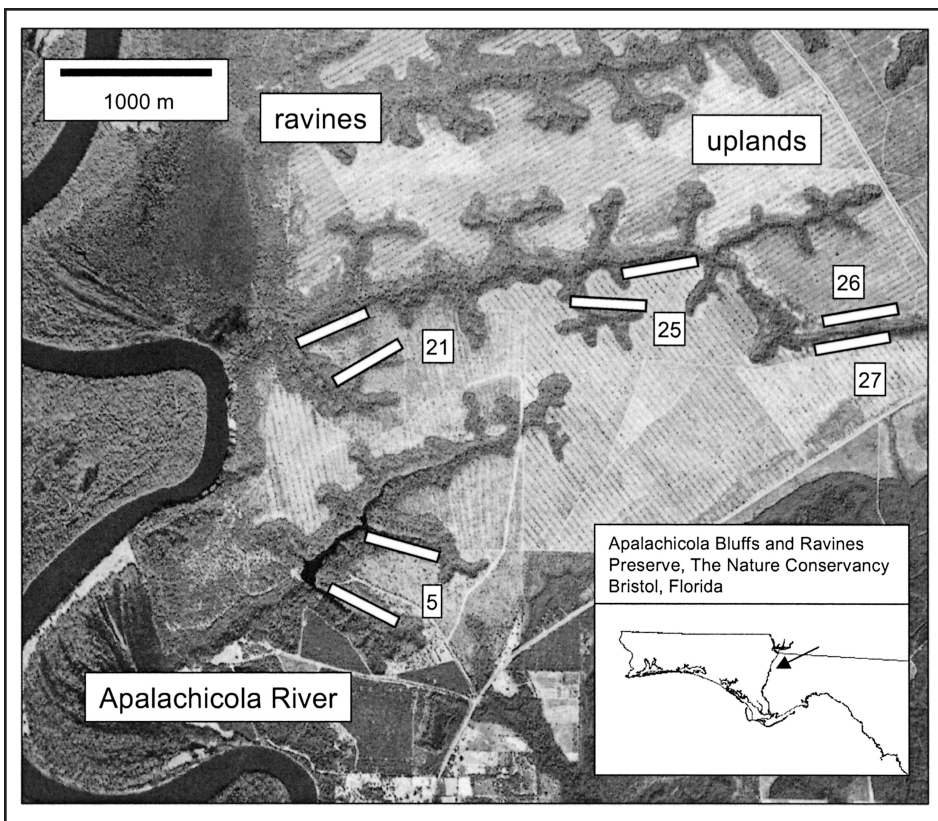 1000 m
ravines
uplands
26
21
25
27
5
Apalachicola Bluffs and Ravines
Preserve, The Nature Conservancy
Bristol, Florida
Apalachicola River